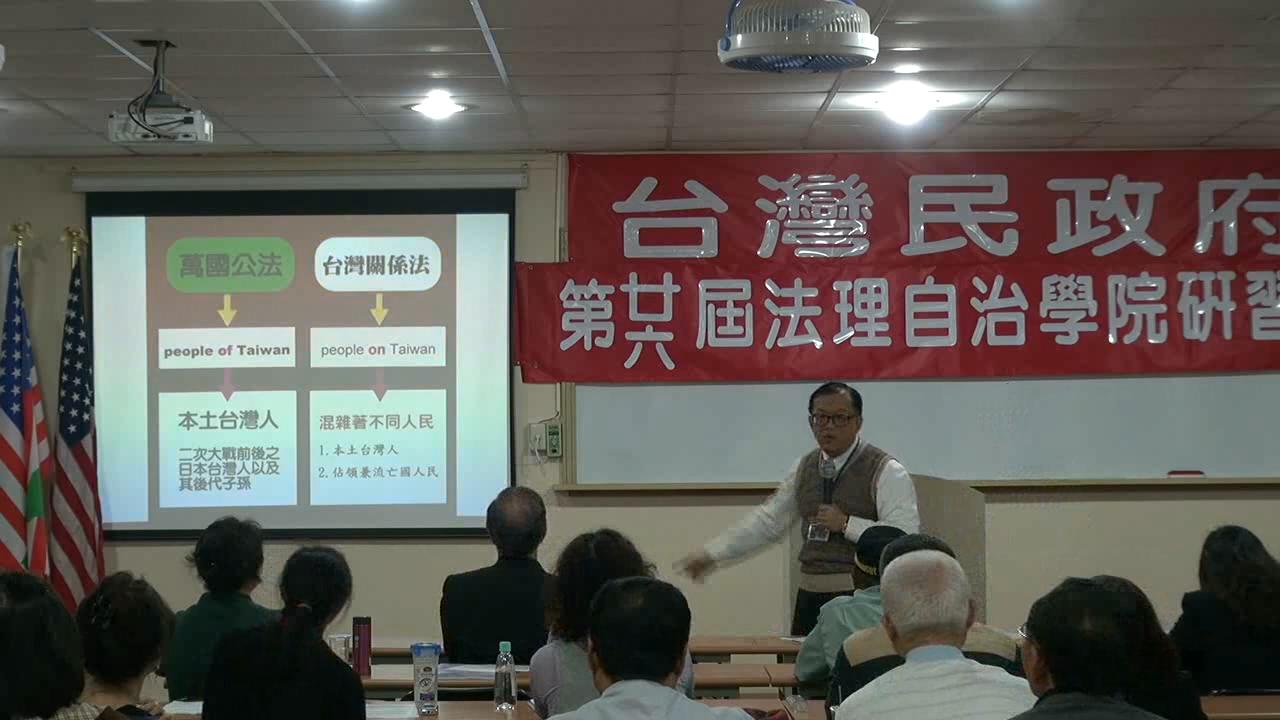 台灣民政府
第廿六屆法理自治學院研習
萬國公法
台灣關係法
people of Taiwan
people on Taiwan
本土台灣人
二次大戰前後之
日本台灣人以及
其後代子孫
混雜著不同人民
1. 本土台灣人
2. 佔領兼流亡國人民